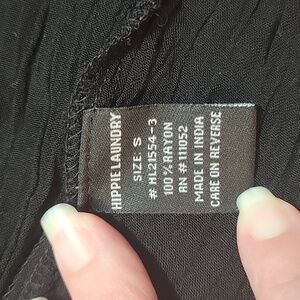 HIPPIE LAUNDRY
SIZE: S
# HL21554-3
100% RAYON
RN #111052
MADE IN INDIA
CARE ON REVERSE